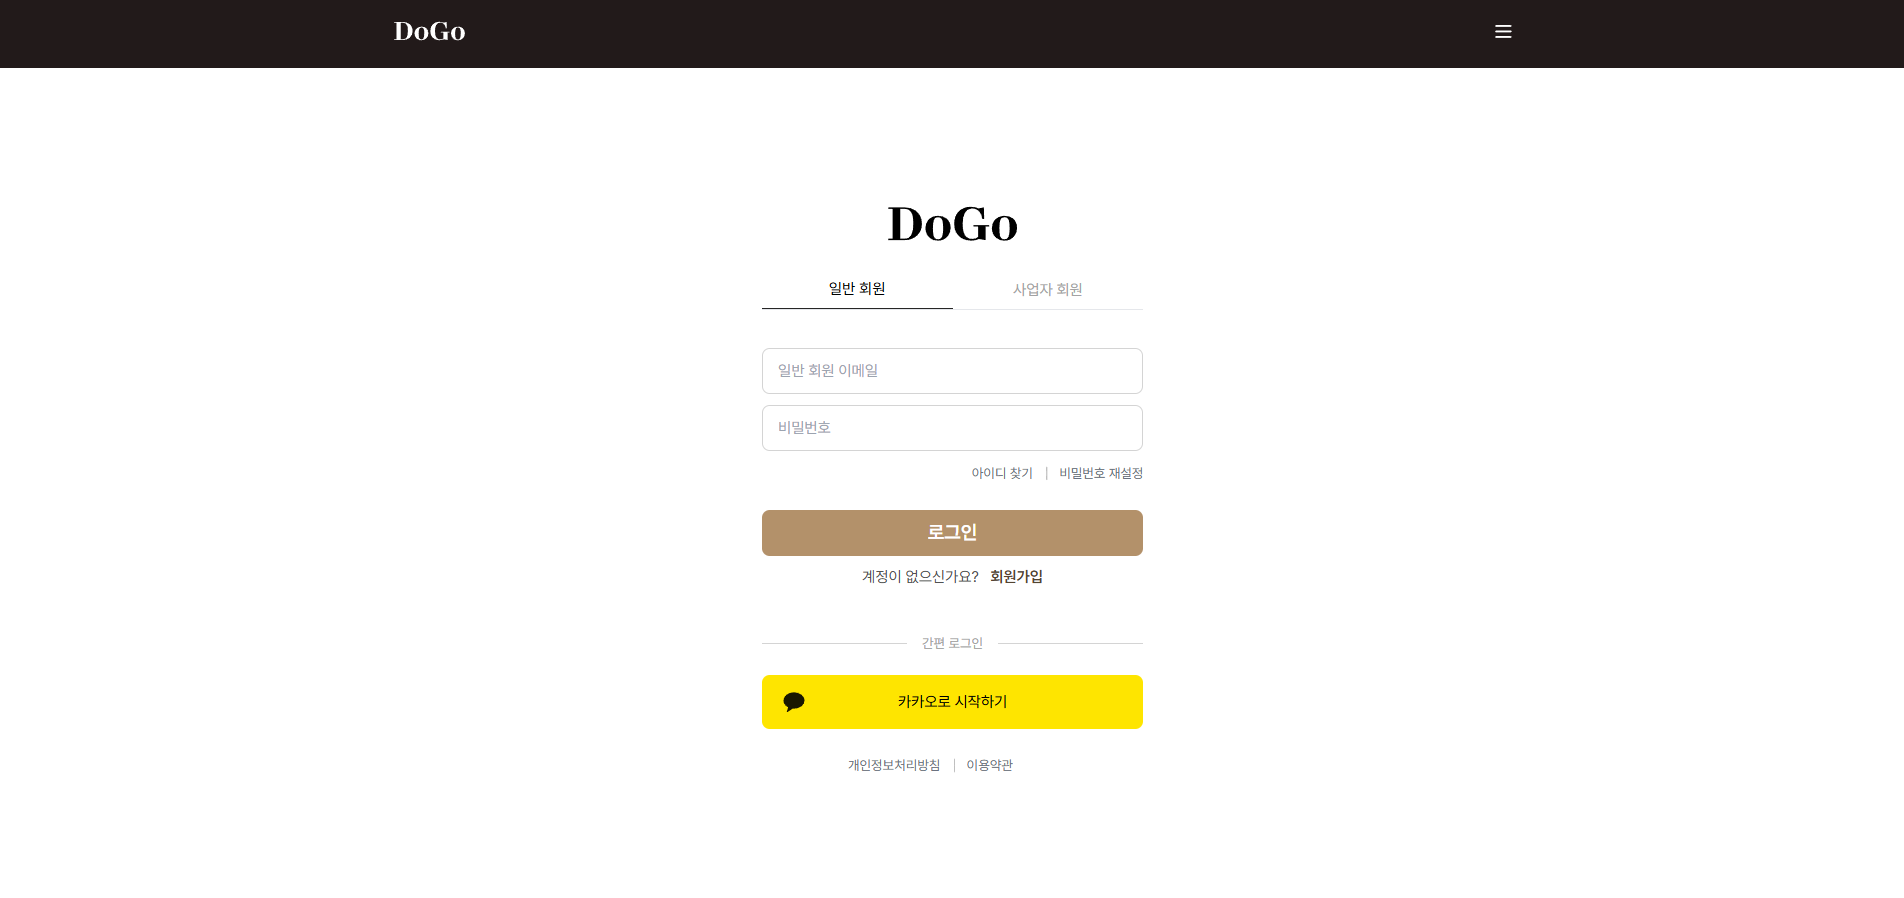 DoGo
DoGo
일반 회원 사업자 회원
일반 회원 이메일
비밀번호
아이디 찾기 | 비밀번호 재설정
로그인
계정이 없으신가요? 회원가입
간편 로그인
카카오로 시작하기
개인정보처리방침 | 이용약관